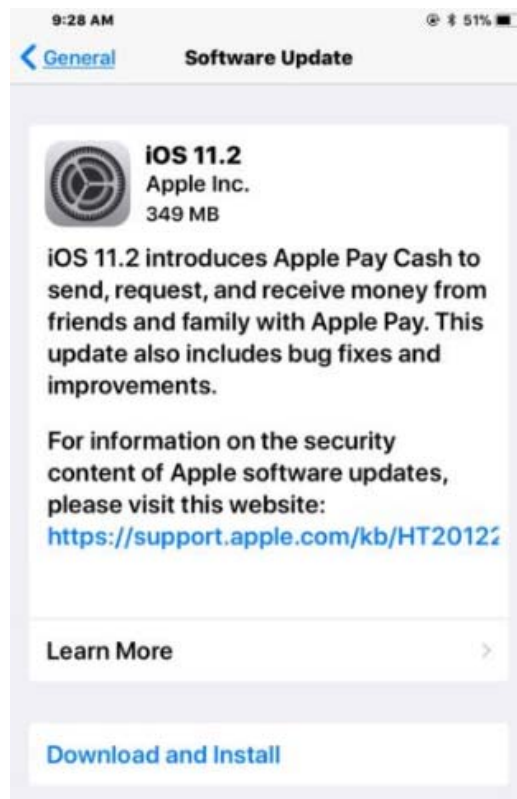 9:28 AM 51%
General Software Update
iOS 11.2
Apple Inc.
349 MB
iOS 11.2 introduces Apple Pay Cash to
send, request, and receive money from
friends and family with Apple Pay. This
update also includes bug fixes and
improvements.
For information on the security
content of Apple software updates,
please visit this website:
https://support.apple.com/kb/HT20122
Learn More
Download and Install